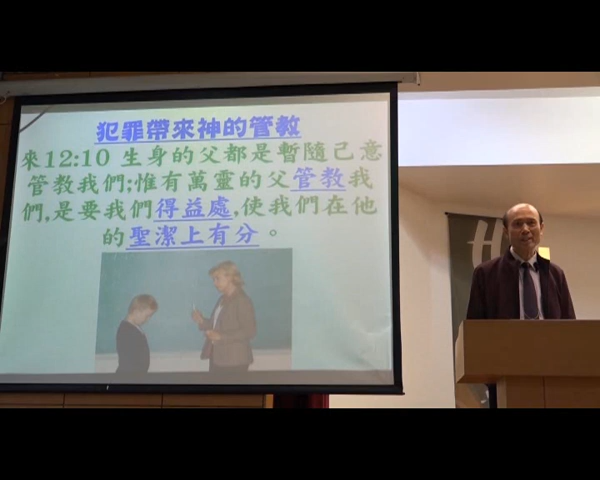 犯罪帶來神的管教
來12:10 生身的父都是暫隨己意
管教我們;惟有萬靈的父管教我
們,是要我們得益處,使我們在他
的聖潔上有分。
H